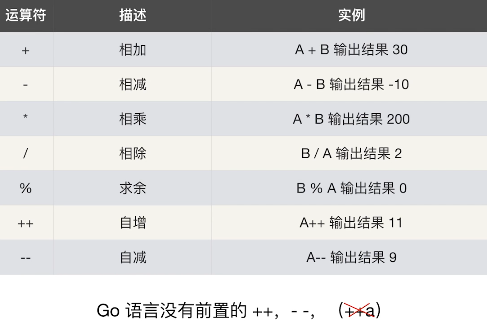 运算符 描述 实例
+ 相加 A + B 输出结果 30
- 相减 A - B 输出结果 -10
* 相乘 A * B 输出结果 200
/ 相除 B / A 输出结果 2
% 求余 B % A 输出结果 0
++ 自增 A++ 输出结果 11
-- 自减 A-- 输出结果 9
Go 语言没有前置的 ++，- -，（++a）